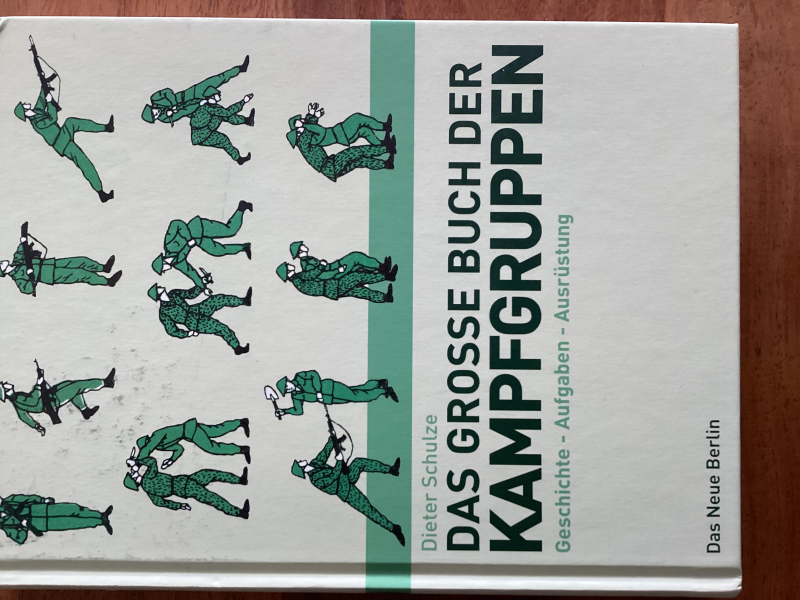 Dieter Schulze
DAS GROSSE BUCH DER
KAMPFGRUPPEN
Geschichte - Aufgaben - Ausrüstung
Das Neue Berlin